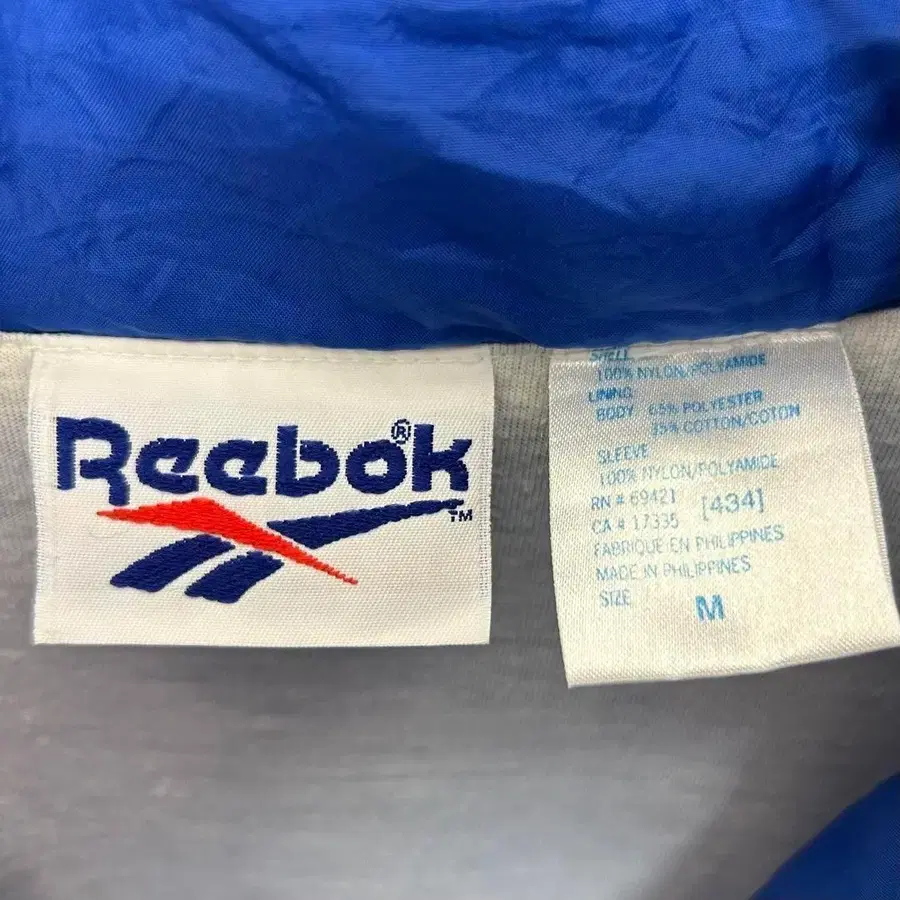 Reebok®
TM
SHELL
100% NYLON/POLYAMIDE
LINING
BODY 65% POLYESTER
35% COTTON/COTON
SLEEVE
100% NYLON/POLYAMIDE
RN # 69421 [434]
CA # 17335
FABRIQUE EN PHILIPPINES
MADE IN PHILIPPINES
SIZE M